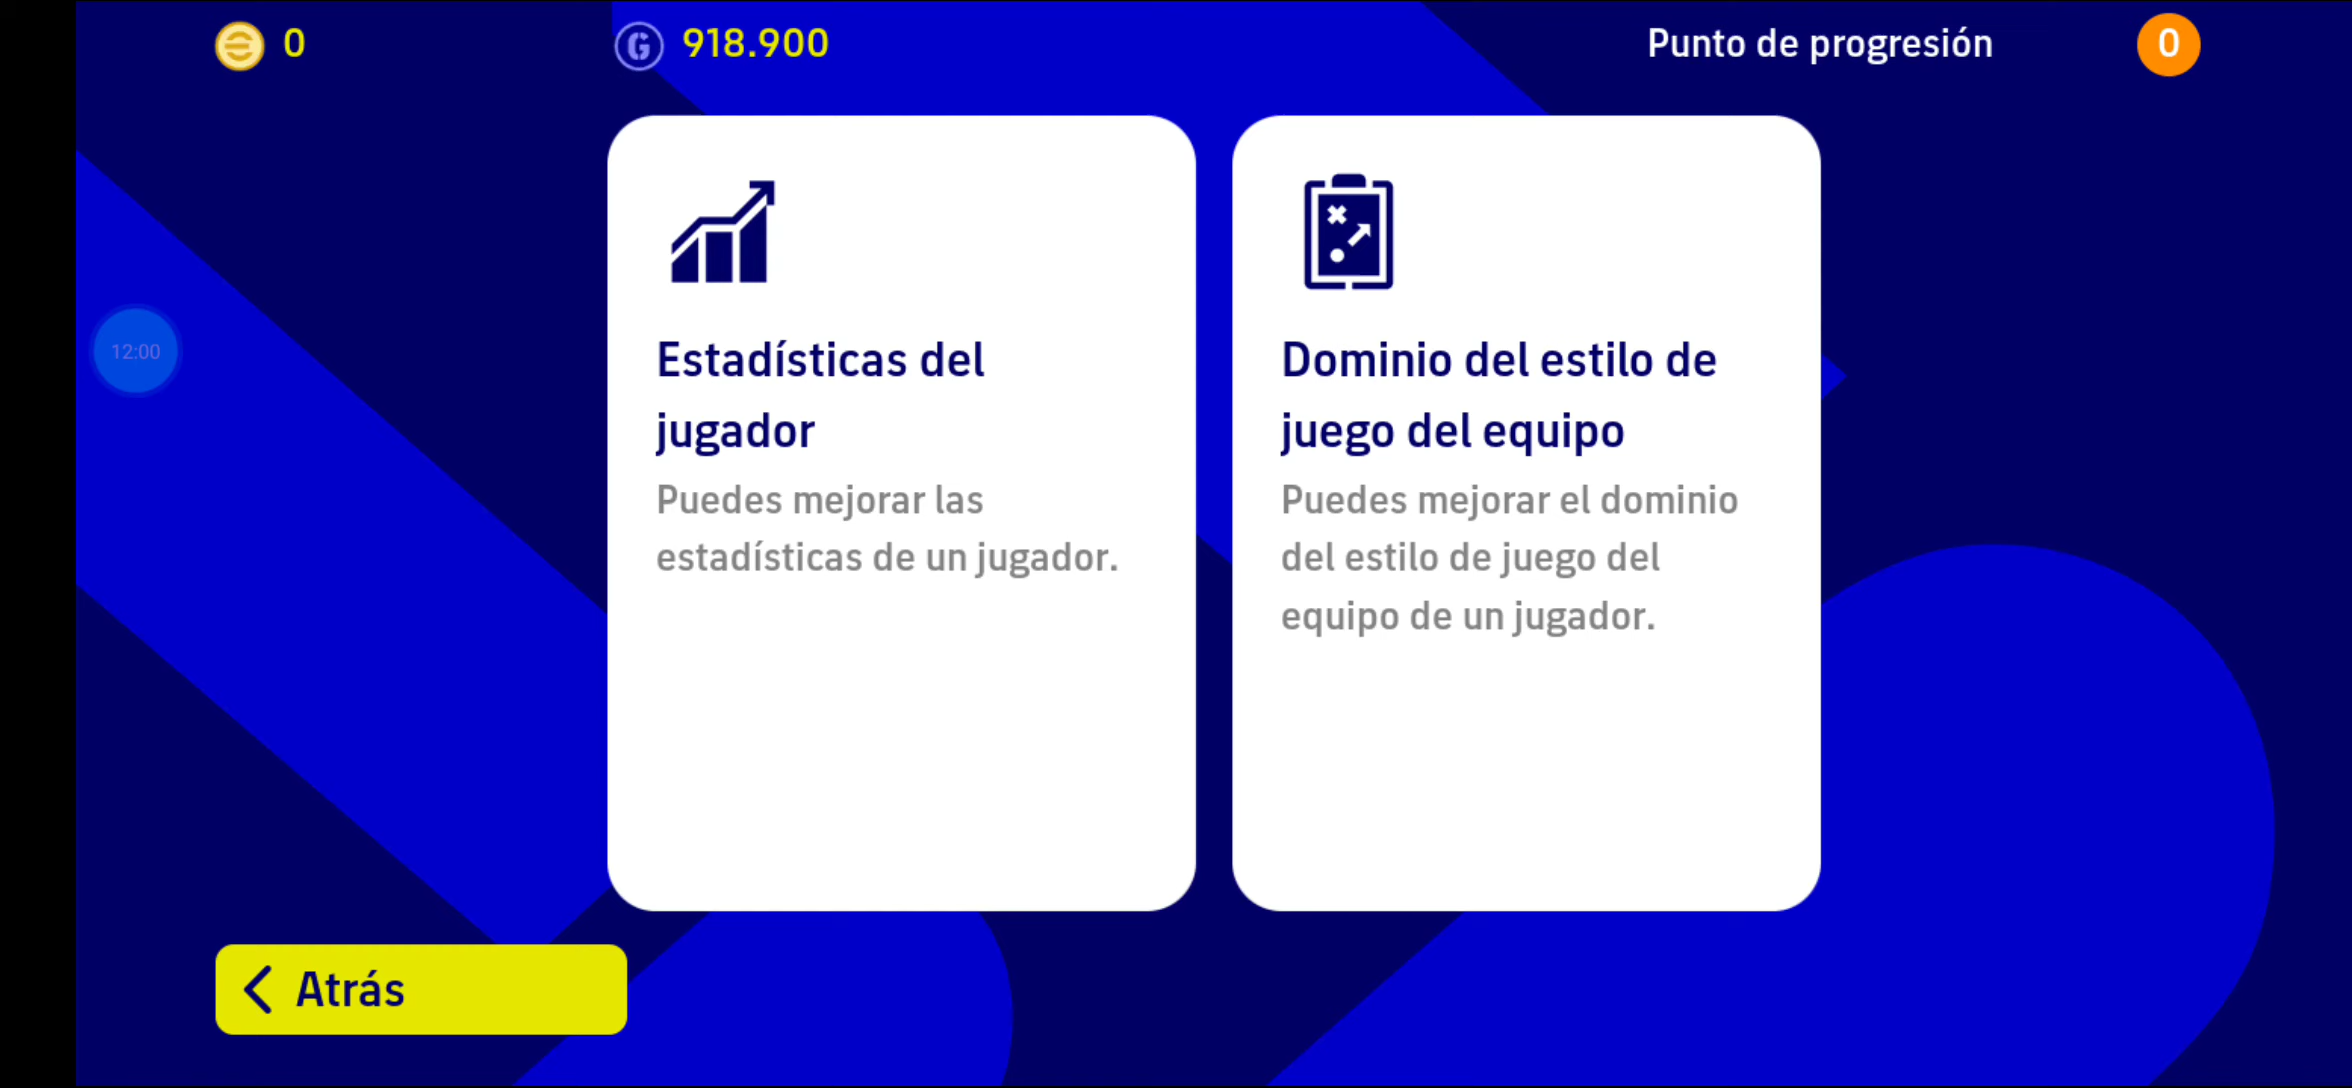 0
918.900
Punto de progresión
0
12:00
Estadísticas del
jugador
Puedes mejorar las
estadísticas de un jugador.
Dominio del estilo de
juego del equipo
Puedes mejorar el dominio
del estilo de juego del
equipo de un jugador.
Atrás